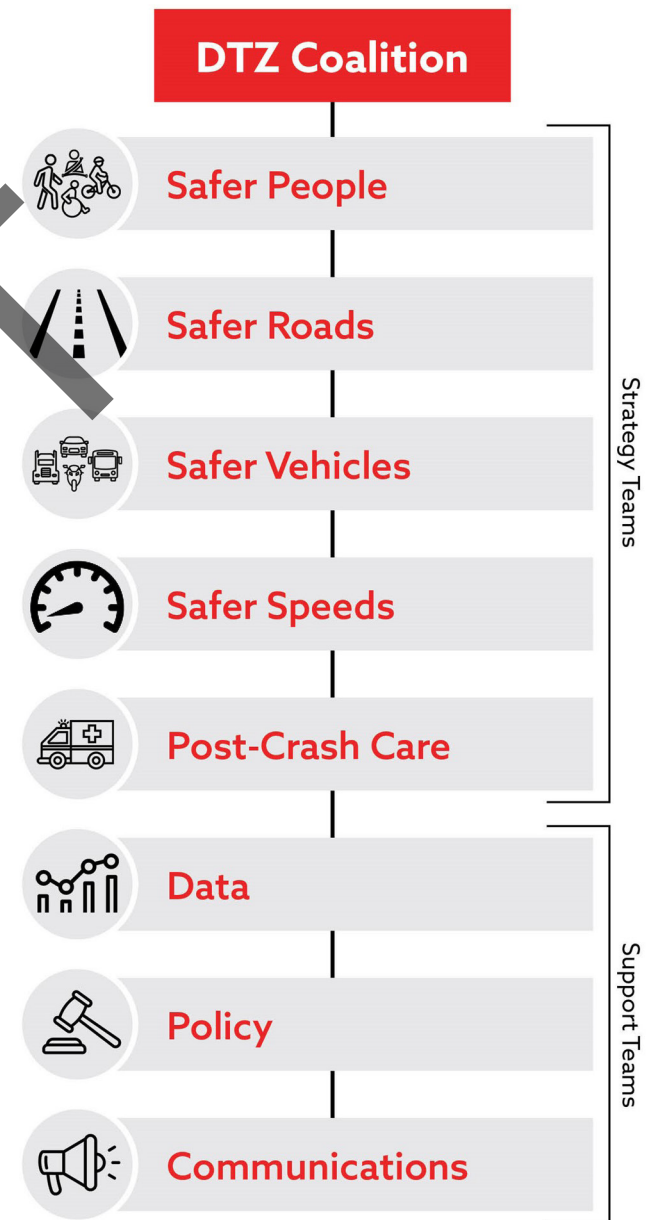 DTZ Coalition
Safer People
Safer Roads
Safer Vehicles
Safer Speeds
Post-Crash Care
Strategy Teams
Data
Policy
Communications
Support Teams